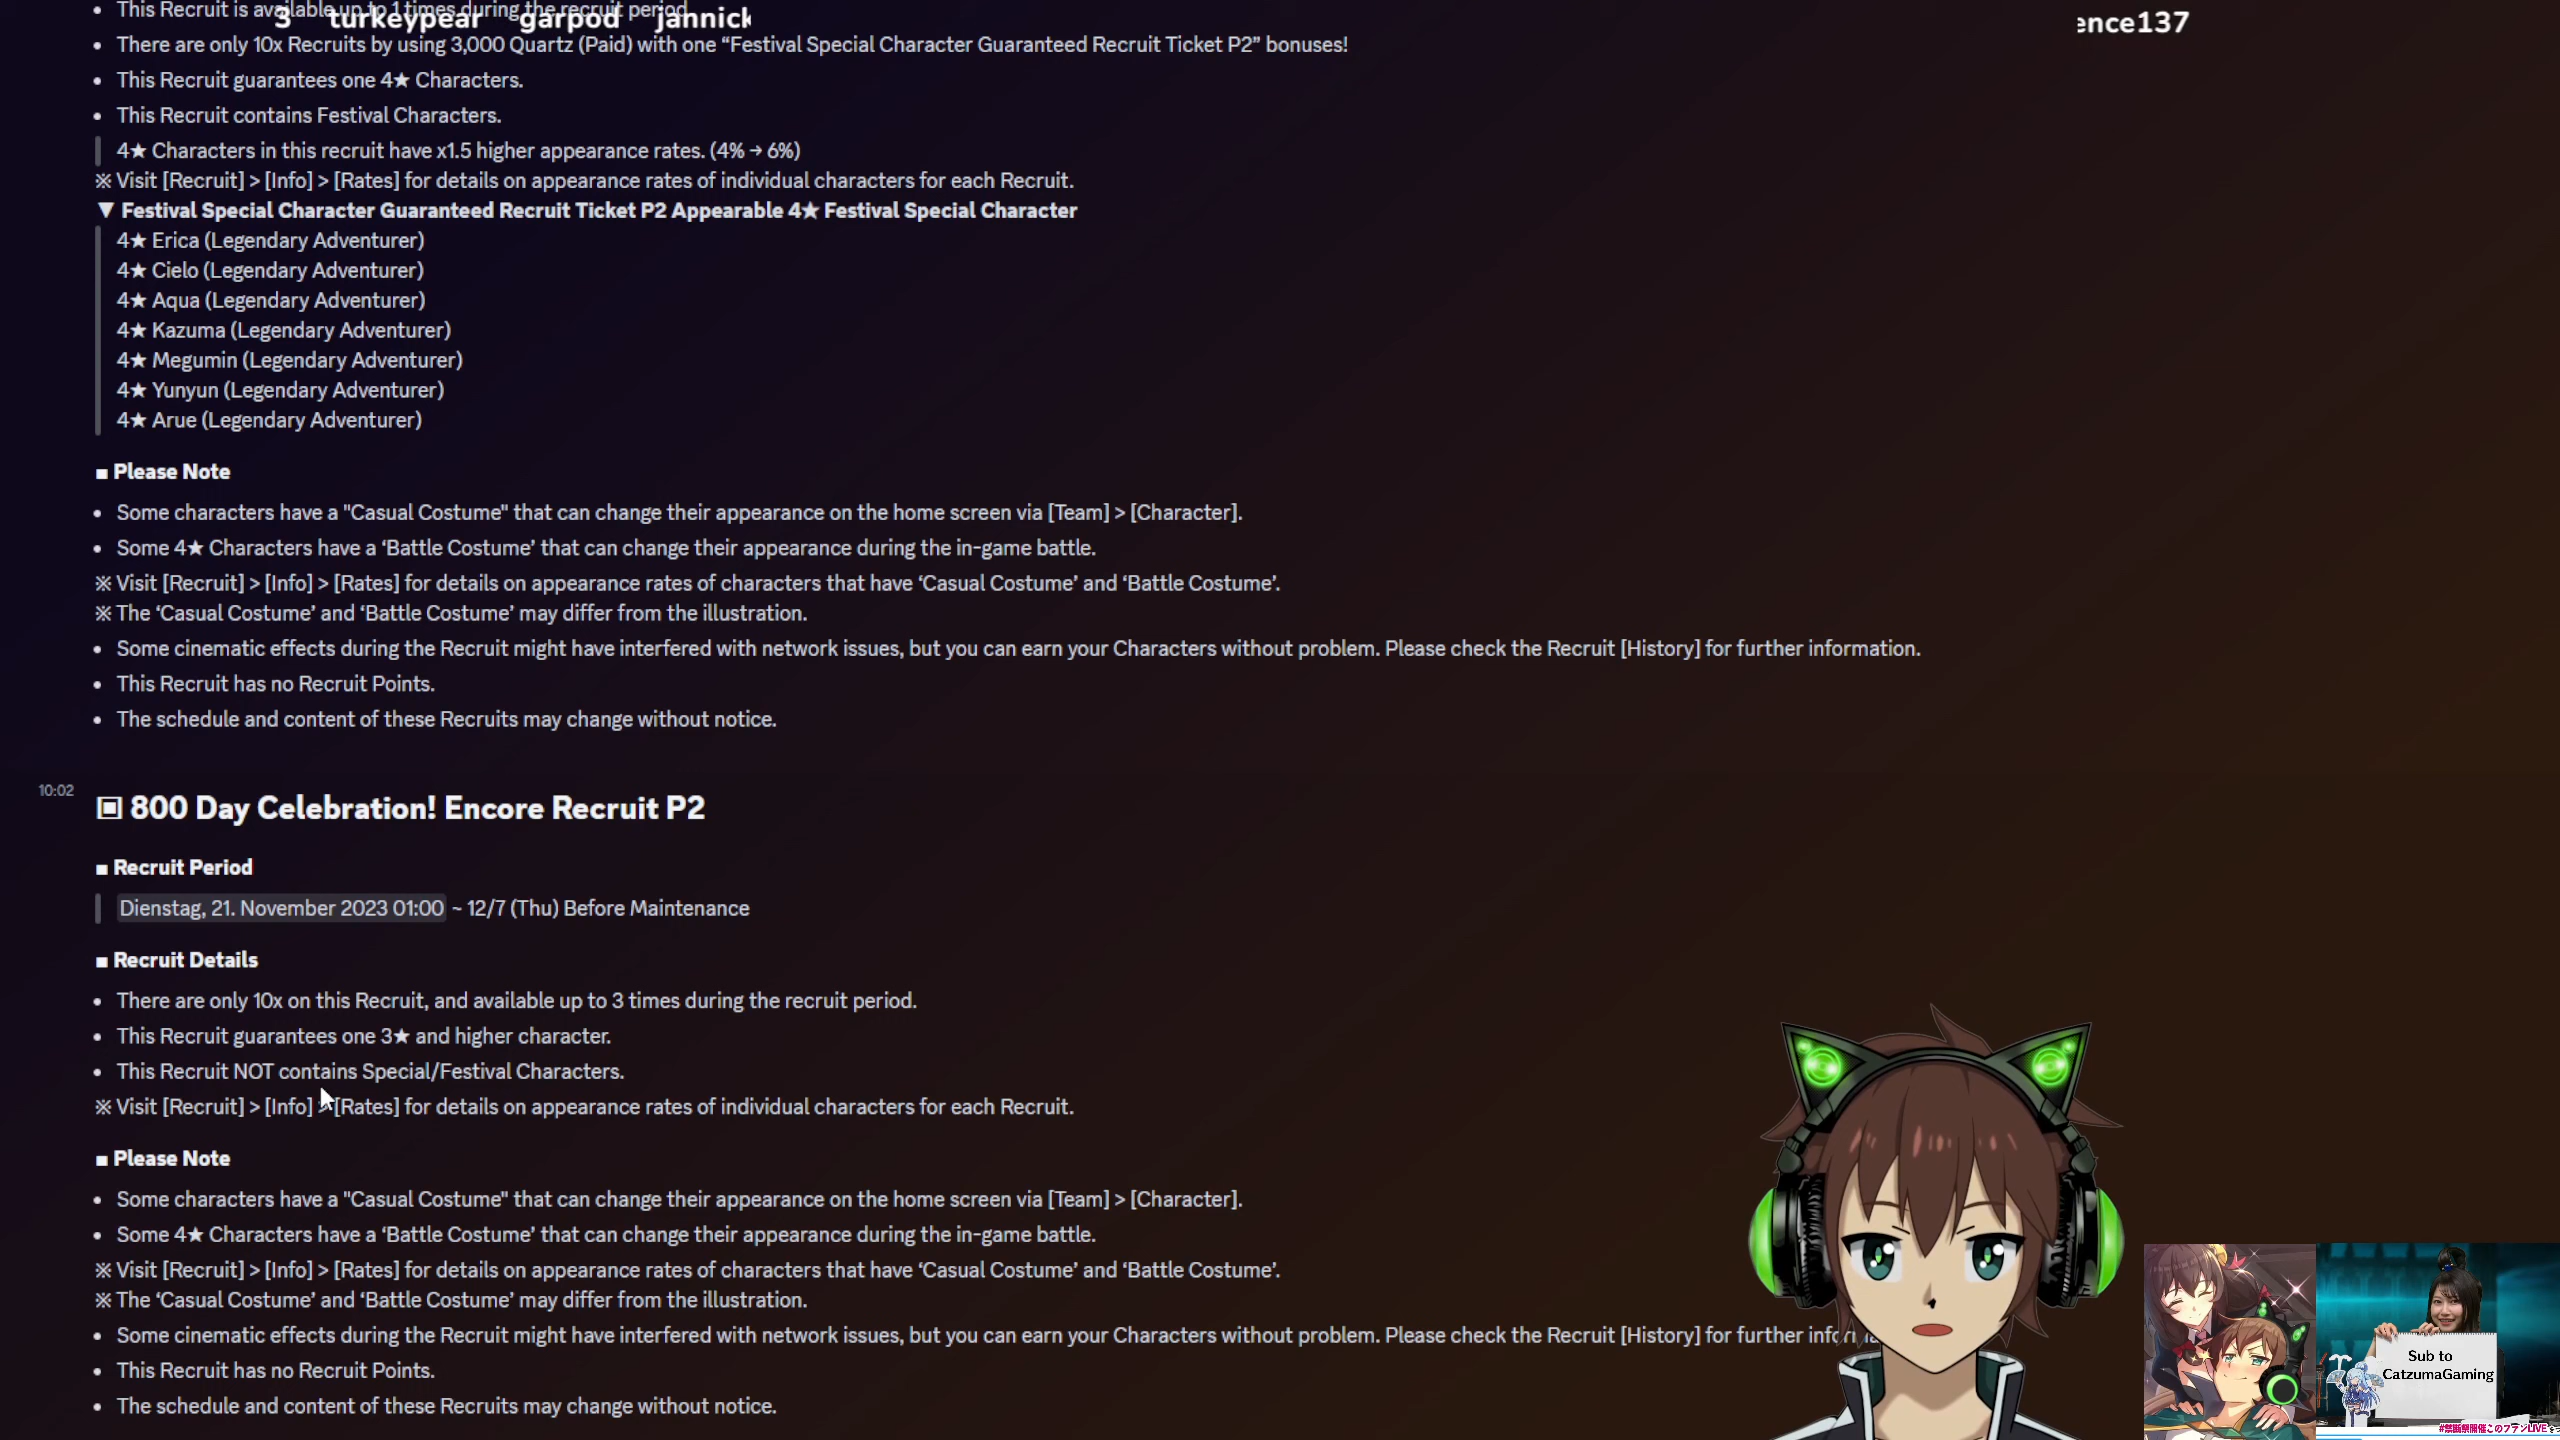 This Recruit is available up to 1 times during the recruit period.
3 turkeypear garpod jannick
ence137
There are only 10x Recruits by using 3,000 Quartz (Paid) with one “Festival Special Character Guaranteed Recruit Ticket P2” bonuses!
This Recruit guarantees one 4★ Characters.
This Recruit contains Festival Characters.
4★ Characters in this recruit have x1.5 higher appearance rates. (4% → 6%)
※ Visit [Recruit] > [Info] > [Rates] for details on appearance rates of individual characters for each Recruit.
▼ Festival Special Character Guaranteed Recruit Ticket P2 Appearable 4★ Festival Special Character
4★ Erica (Legendary Adventurer)
4★ Cielo (Legendary Adventurer)
4★ Aqua (Legendary Adventurer)
4★ Kazuma (Legendary Adventurer)
4★ Megumin (Legendary Adventurer)
4★ Yunyun (Legendary Adventurer)
4★ Arue (Legendary Adventurer)
■ Please Note
Some characters have a "Casual Costume" that can change their appearance on the home screen via [Team] > [Character].
Some 4★ Characters have a ‘Battle Costume’ that can change their appearance during the in-game battle.
※ Visit [Recruit] > [Info] > [Rates] for details on appearance rates of characters that have ‘Casual Costume’ and ‘Battle Costume’.
※ The ‘Casual Costume’ and ‘Battle Costume’ may differ from the illustration.
Some cinematic effects during the Recruit might have interfered with network issues, but you can earn your Characters without problem. Please check the Recruit [History] for further information.
This Recruit has no Recruit Points.
The schedule and content of these Recruits may change without notice.
10:02
▣ 800 Day Celebration! Encore Recruit P2
■ Recruit Period
Dienstag, 21. November 2023 01:00 ~ 12/7 (Thu) Before Maintenance
■ Recruit Details
There are only 10x on this Recruit, and available up to 3 times during the recruit period.
This Recruit guarantees one 3★ and higher character.
This Recruit NOT contains Special/Festival Characters.
※ Visit [Recruit] > [Info] > [Rates] for details on appearance rates of individual characters for each Recruit.
■ Please Note
Some characters have a "Casual Costume" that can change their appearance on the home screen via [Team] > [Character].
Some 4★ Characters have a ‘Battle Costume’ that can change their appearance during the in-game battle.
※ Visit [Recruit] > [Info] > [Rates] for details on appearance rates of characters that have ‘Casual Costume’ and ‘Battle Costume’.
※ The ‘Casual Costume’ and ‘Battle Costume’ may differ from the illustration.
Some cinematic effects during the Recruit might have interfered with network issues, but you can earn your Characters without problem. Please check the Recruit [History] for further
This Recruit has no Recruit Points.
The schedule and content of these Recruits may change without notice.
Sub to
CatzumaGaming